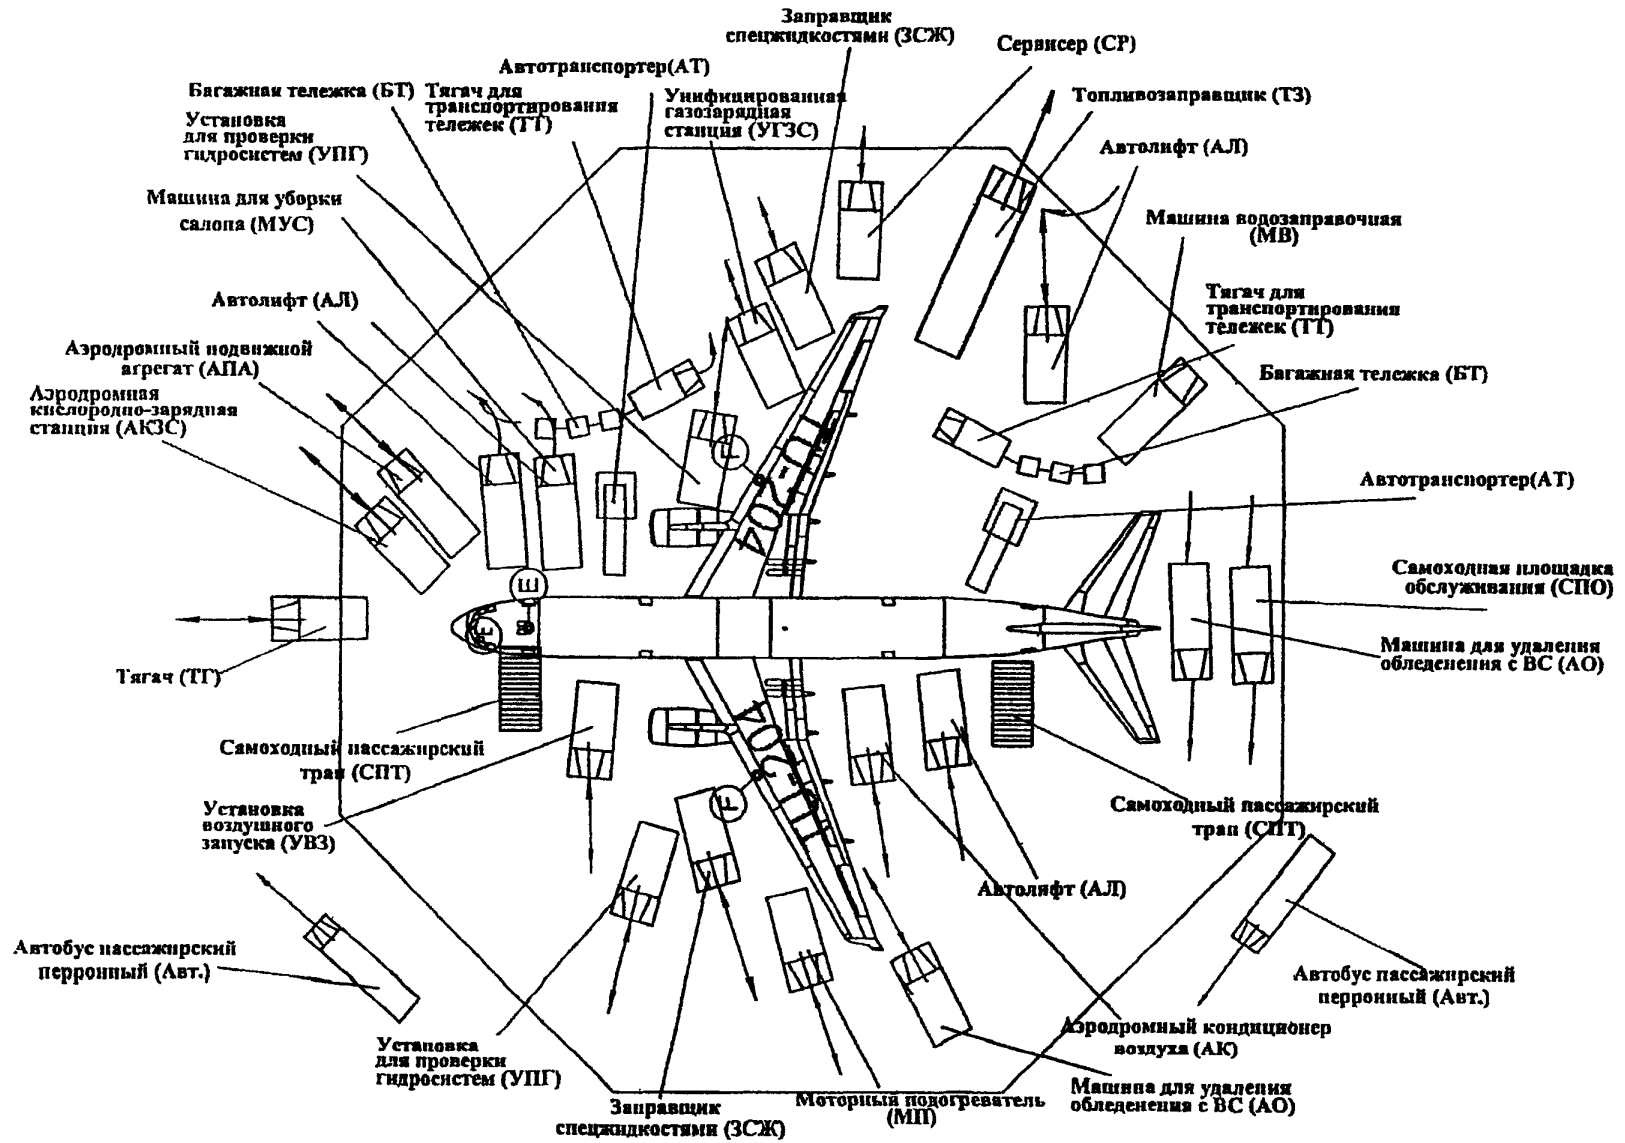 Заправщик
спецжидкостями (ЗСЖ)
Сервисер (СР)
Автотранспортер(АТ)
Багажная тележка (БТ)
Тягач для
транспортирования
тележек (ТТ)
Унифицированная
газозарядная
станция (УГЗС)
Топливозаправщик (ТЗ)
Установка
для проверки
гидросистем (УПГ)
Автолифт (АЛ)
Машина для уборки
салона (МУС)
Машина водозаправочная
(МВ)
Автолифт (АЛ)
Тягач для
транспортирования
тележек (ТТ)
Аэродромный подвижной
агрегат (АПА)
Багажная тележка (БТ)
Аэродромная
кислородно-зарядная
станция (АКЗС)
Автотранспортер(АТ)
F
ТУ-204
Ш
Е
Самоходная площадка
обслуживания (СПО)
Машина для удаления
обледенения с ВС (АО)
Тягач (ТГ)
Самоходный пассажирский
трап (СПТ)
ТУ-204
F
Установка
воздушного
запуска (УВЗ)
Самоходный пассажирский
трап (СПТ)
Автолифт (АЛ)
Автобус пассажирский
перронный (Авт.)
Автобус пассажирский
перронный (Авт.)
Аэродромный кондиционер
воздуха (АК)
Установка
для проверки
гидросистем (УПГ)
Машина для удаления
обледенения с ВС (АО)
Моторный подогреватель
(МП)
Заправщик
спецжидкостями (ЗСЖ)